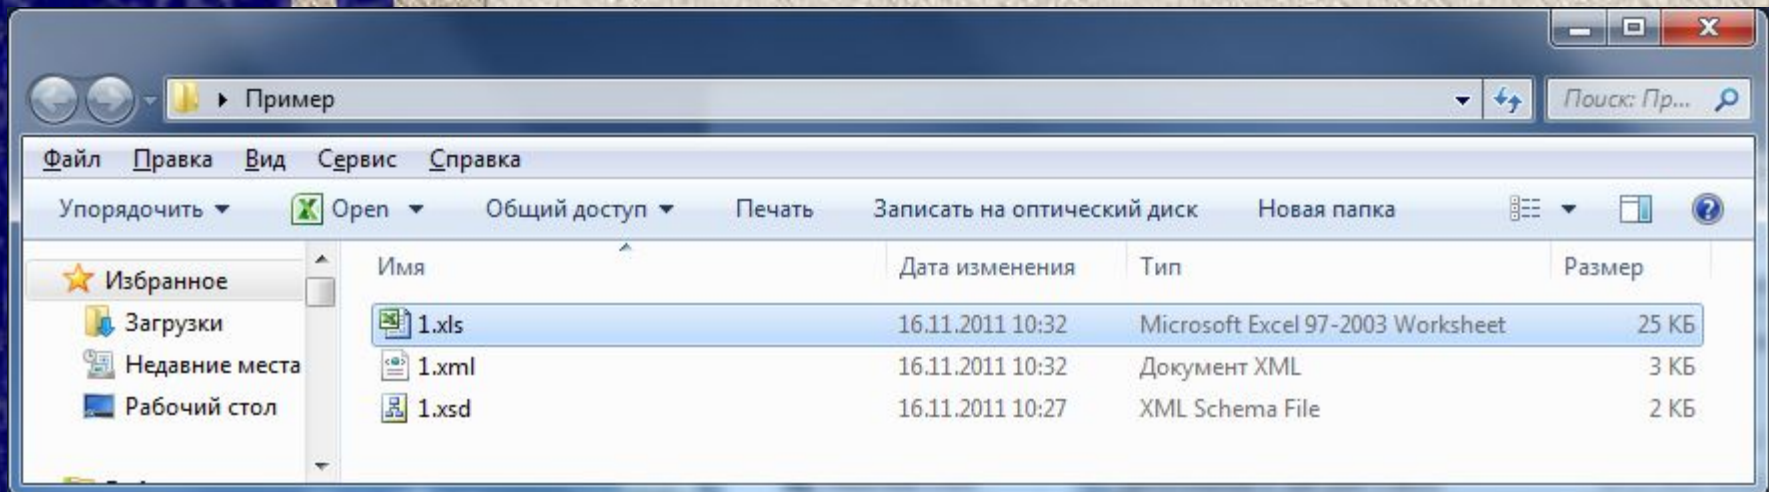 Пример
Поиск: Пр...
Файл Правка Вид Сервис Справка
Упорядочить Open Общий доступ Печать Записать на оптический диск Новая папка
Избранное
Загрузки
Недавние места
Рабочий стол
Имя Дата изменения Тип Размер
1.xls 16.11.2011 10:32 Microsoft Excel 97-2003 Worksheet 25 КБ
1.xml 16.11.2011 10:32 Документ XML 3 КБ
1.xsd 16.11.2011 10:27 XML Schema File 2 КБ